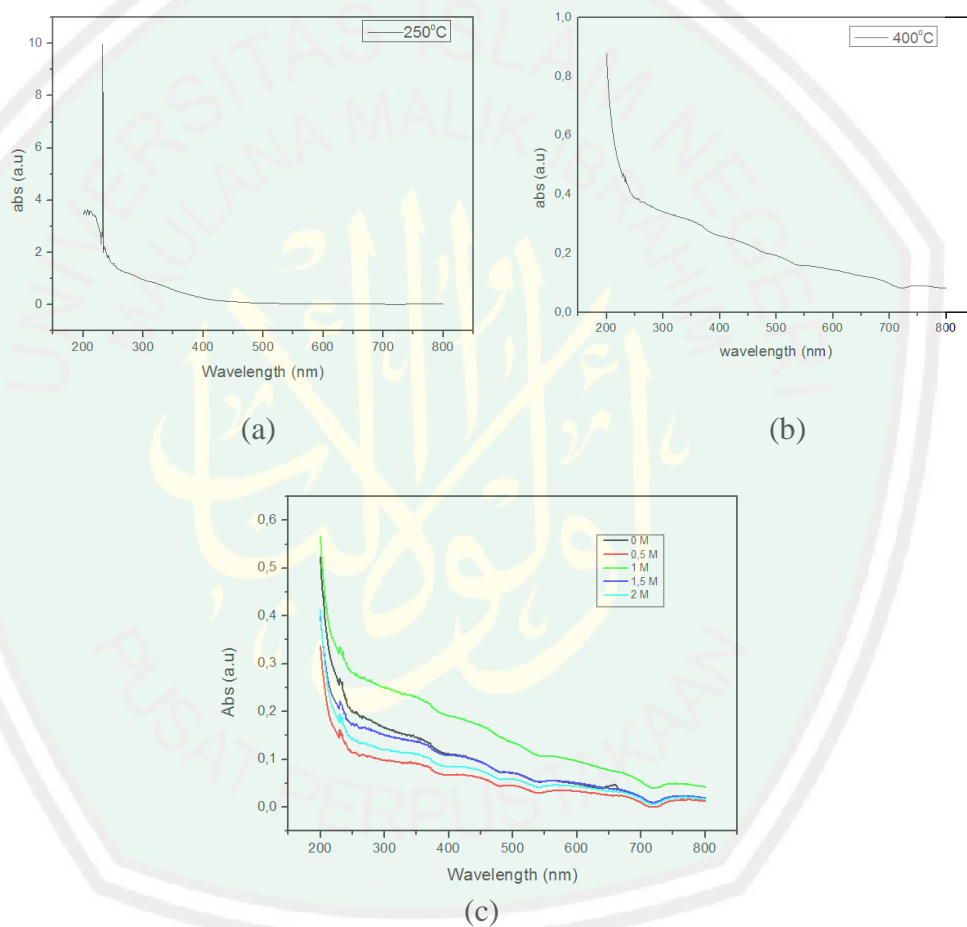 250°C
10
8
6
4
2
0
abs (a.u)
200 300 400 500 600 700 800
Wavelength (nm)
(a)
400°C
1,0
0,8
0,6
0,4
0,2
0,0
abs (a.u)
200 300 400 500 600 700 800
wavelength (nm)
(b)
0 M
0,5 M
1 M
1,5 M
2 M
0,6
0,5
0,4
0,3
0,2
0,1
0,0
Abs (a.u)
200 300 400 500 600 700 800
Wavelength (nm)
(c)
UNIVERSITAS ISLAM NEGERI
MAULANA MALIK IBRAHIM
PUSAT PERPUSTAKAAN